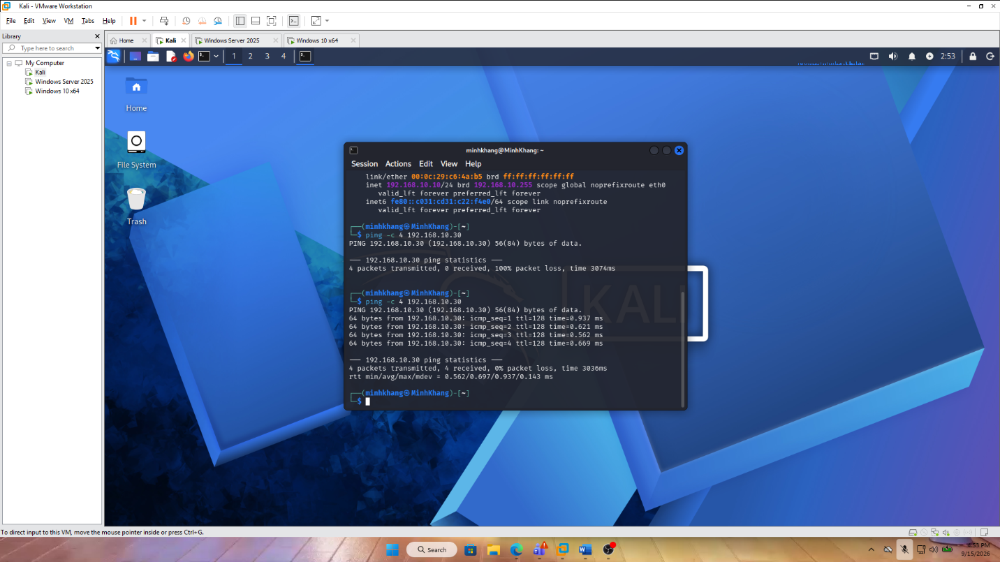 Kali - VMware Workstation
File Edit View VM Tabs Help
Library
Type here to search
My Computer
Kali
Windows Server 2025
Windows 10 x64
Home Kali Windows Server 2025 Windows 10 x64
1 2 3 4
2:53
Home
File System
Trash
minhkhang@MinhKhang: ~
Session Actions Edit View Help
link/ether 00:0c:29:c6:4a:b5 brd ff:ff:ff:ff:ff:ff
inet 192.168.10.10/24 brd 192.168.10.255 scope global noprefixroute eth0
valid_lft forever preferred_lft forever
inet6 fe80::c031:cd31:c22:f4e0/64 scope link noprefixroute
valid_lft forever preferred_lft forever
┌──(minhkhang㉿MinhKhang)-[~]
└─$ ping -c 4 192.168.10.30
PING 192.168.10.30 (192.168.10.30) 56(84) bytes of data.
--- 192.168.10.30 ping statistics ---
4 packets transmitted, 0 received, 100% packet loss, time 3074ms
┌──(minhkhang㉿MinhKhang)-[~]
└─$ ping -c 4 192.168.10.30
PING 192.168.10.30 (192.168.10.30) 56(84) bytes of data.
64 bytes from 192.168.10.30: icmp_seq=1 ttl=128 time=0.937 ms
64 bytes from 192.168.10.30: icmp_seq=2 ttl=128 time=0.621 ms
64 bytes from 192.168.10.30: icmp_seq=3 ttl=128 time=0.562 ms
64 bytes from 192.168.10.30: icmp_seq=4 ttl=128 time=0.669 ms
--- 192.168.10.30 ping statistics ---
4 packets transmitted, 4 received, 0% packet loss, time 3036ms
rtt min/avg/max/mdev = 0.562/0.697/0.937/0.143 ms
┌──(minhkhang㉿MinhKhang)-[~]
└─$
KALI
To direct input to this VM, move the mouse pointer inside or press Ctrl+G.
Search
4:53 PM
9/15/2026